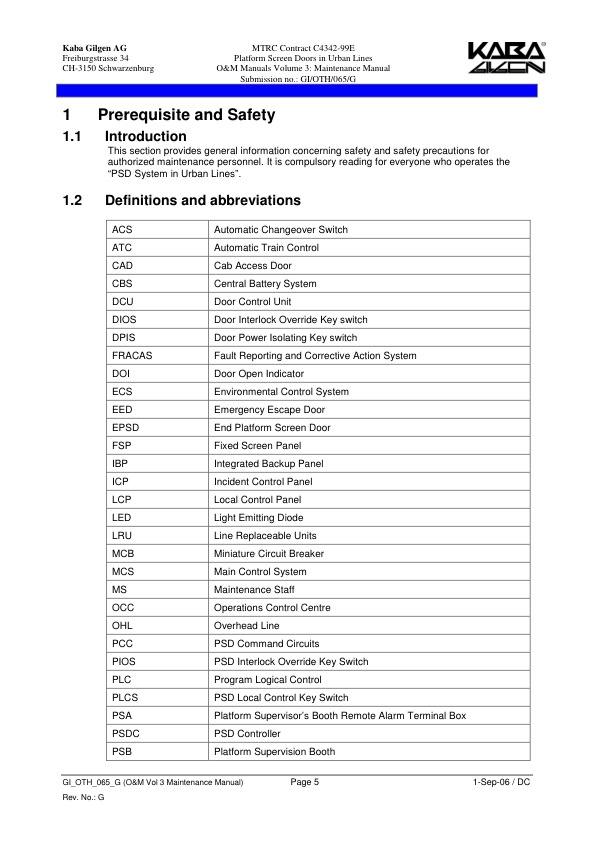 Kaba Gilgen AG
Freiburgstrasse 34
CH-3150 Schwarzenburg
MTRC Contract C4342-99E
Platform Screen Doors in Urban Lines
O&M Manuals Volume 3: Maintenance Manual
Submission no.: GI/OTH/065/G
KABA®
GILGEN
1 Prerequisite and Safety
1.1 Introduction
This section provides general information concerning safety and safety precautions for
authorized maintenance personnel. It is compulsory reading for everyone who operates the
“PSD System in Urban Lines”.
1.2 Definitions and abbreviations
ACS Automatic Changeover Switch
ATC Automatic Train Control
CAD Cab Access Door
CBS Central Battery System
DCU Door Control Unit
DIOS Door Interlock Override Key switch
DPIS Door Power Isolating Key switch
FRACAS Fault Reporting and Corrective Action System
DOI Door Open Indicator
ECS Environmental Control System
EED Emergency Escape Door
EPSD End Platform Screen Door
FSP Fixed Screen Panel
IBP Integrated Backup Panel
ICP Incident Control Panel
LCP Local Control Panel
LED Light Emitting Diode
LRU Line Replaceable Units
MCB Miniature Circuit Breaker
MCS Main Control System
MS Maintenance Staff
OCC Operations Control Centre
OHL Overhead Line
PCC PSD Command Circuits
PIOS PSD Interlock Override Key Switch
PLC Program Logical Control
PLCS PSD Local Control Key Switch
PSA Platform Supervisor’s Booth Remote Alarm Terminal Box
PSDC PSD Controller
PSB Platform Supervision Booth
GI_OTH_065_G (O&M Vol 3 Maintenance Manual) Page 5 1-Sep-06 / DC
Rev. No.: G